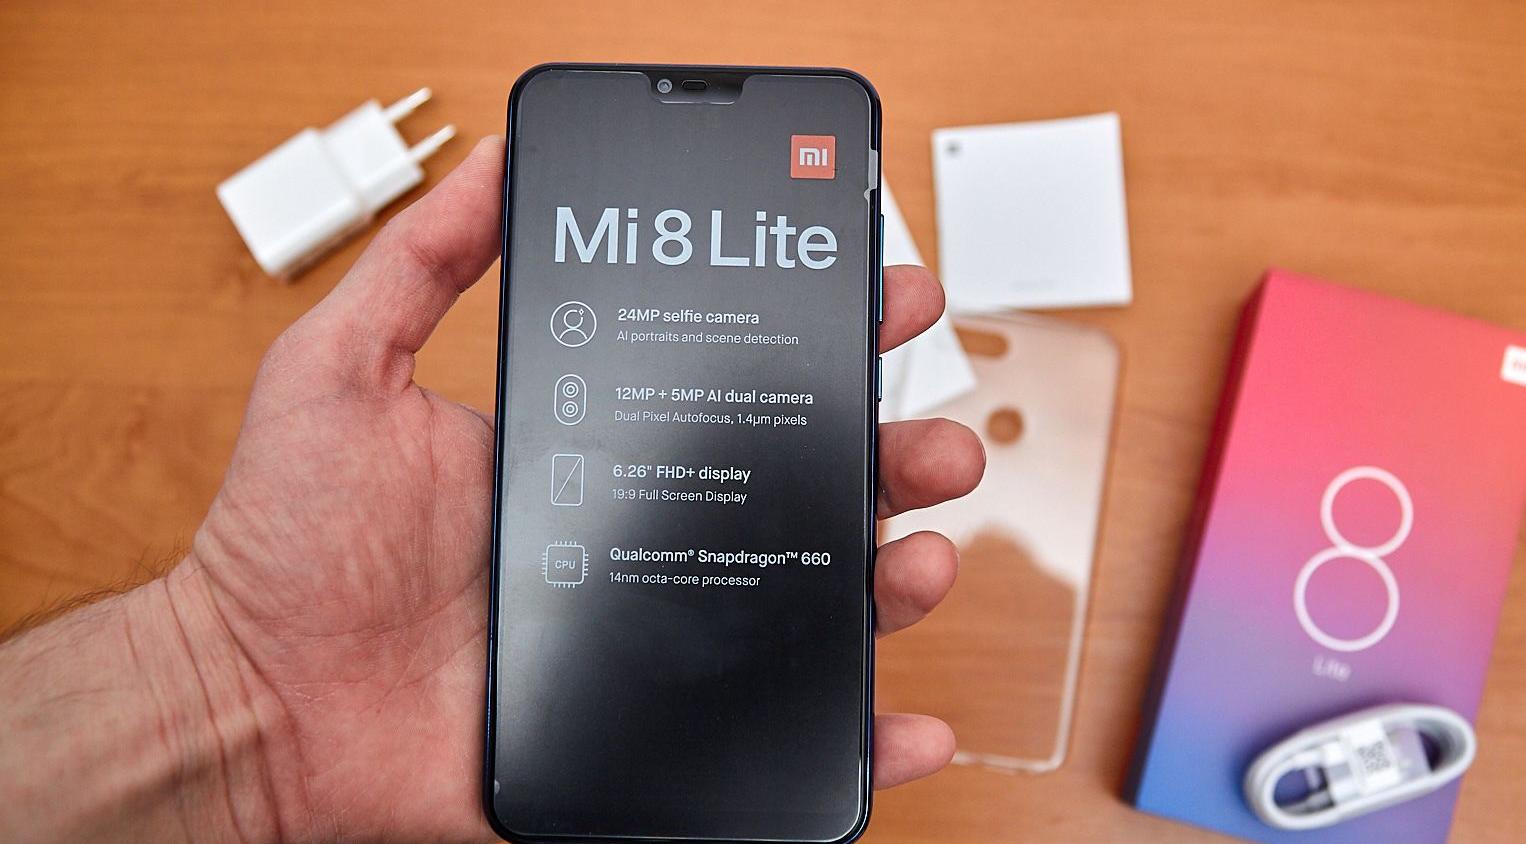 mi
Mi 8 Lite
24MP selfie camera
AI portraits and scene detection
12MP + 5MP AI dual camera
Dual Pixel Autofocus, 1.4µm pixels
6.26" FHD+ display
19:9 Full Screen Display
CPU
Qualcomm® Snapdragon™ 660
14nm octa-core processor
8
Lite